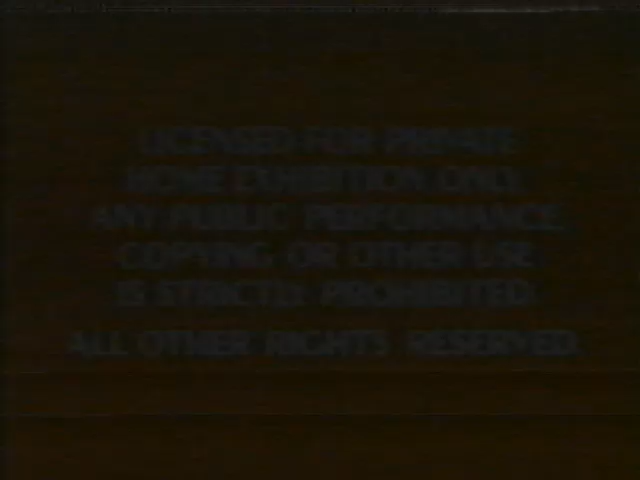 LICENSED FOR PRIVATE
HOME EXHIBITION ONLY.
ANY PUBLIC PERFORMANCE,
COPYING OR OTHER USE
IS STRICTLY PROHIBITED.
ALL OTHER RIGHTS RESERVED.